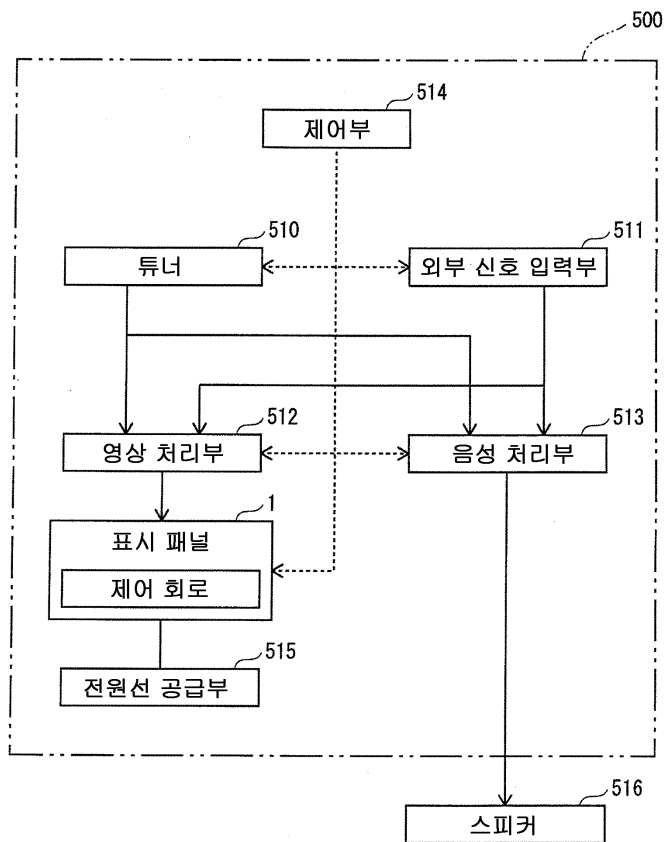 500
514
제어부
510
튜너
511
외부 신호 입력부
512
영상 처리부
513
음성 처리부
1
표시 패널
제어 회로
515
전원선 공급부
516
스피커